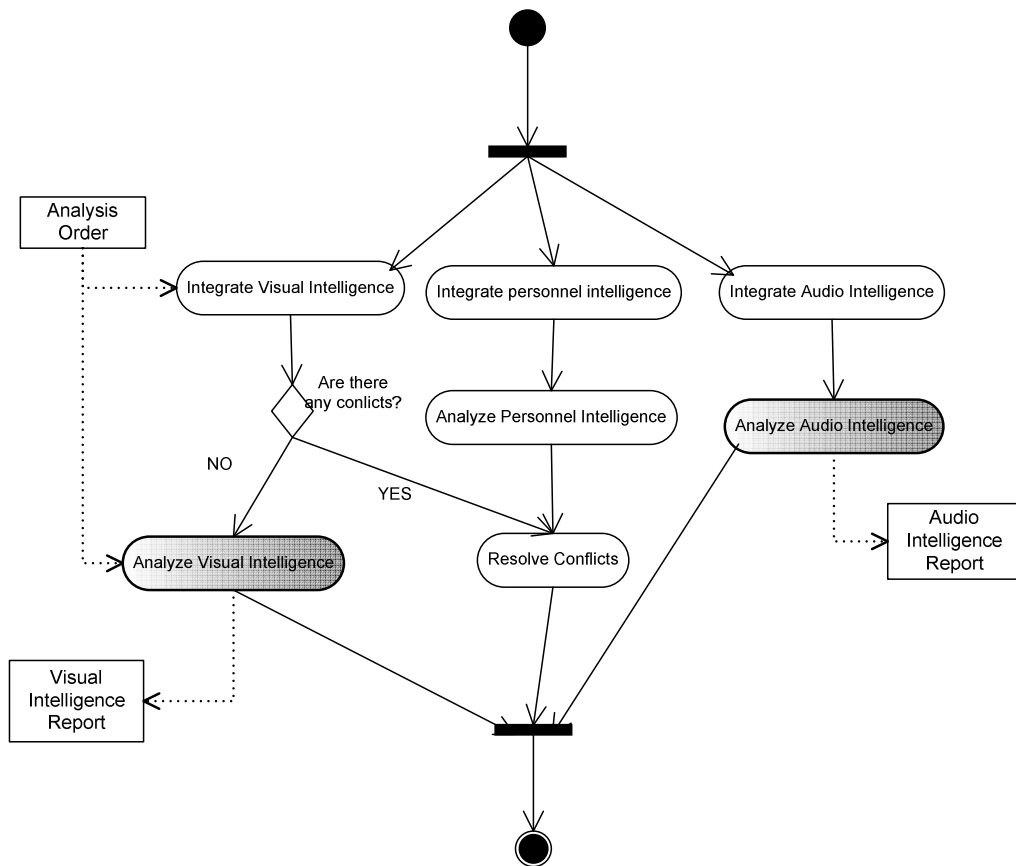 Analysis
Order
Integrate Visual Intelligence
Integrate personnel intelligence
Integrate Audio Intelligence
Are there
any conlicts?
Analyze Personnel Intelligence
Analyze Audio Intelligence
NO
YES
Analyze Visual Intelligence
Resolve Conflicts
Audio
Intelligence
Report
Visual
Intelligence
Report